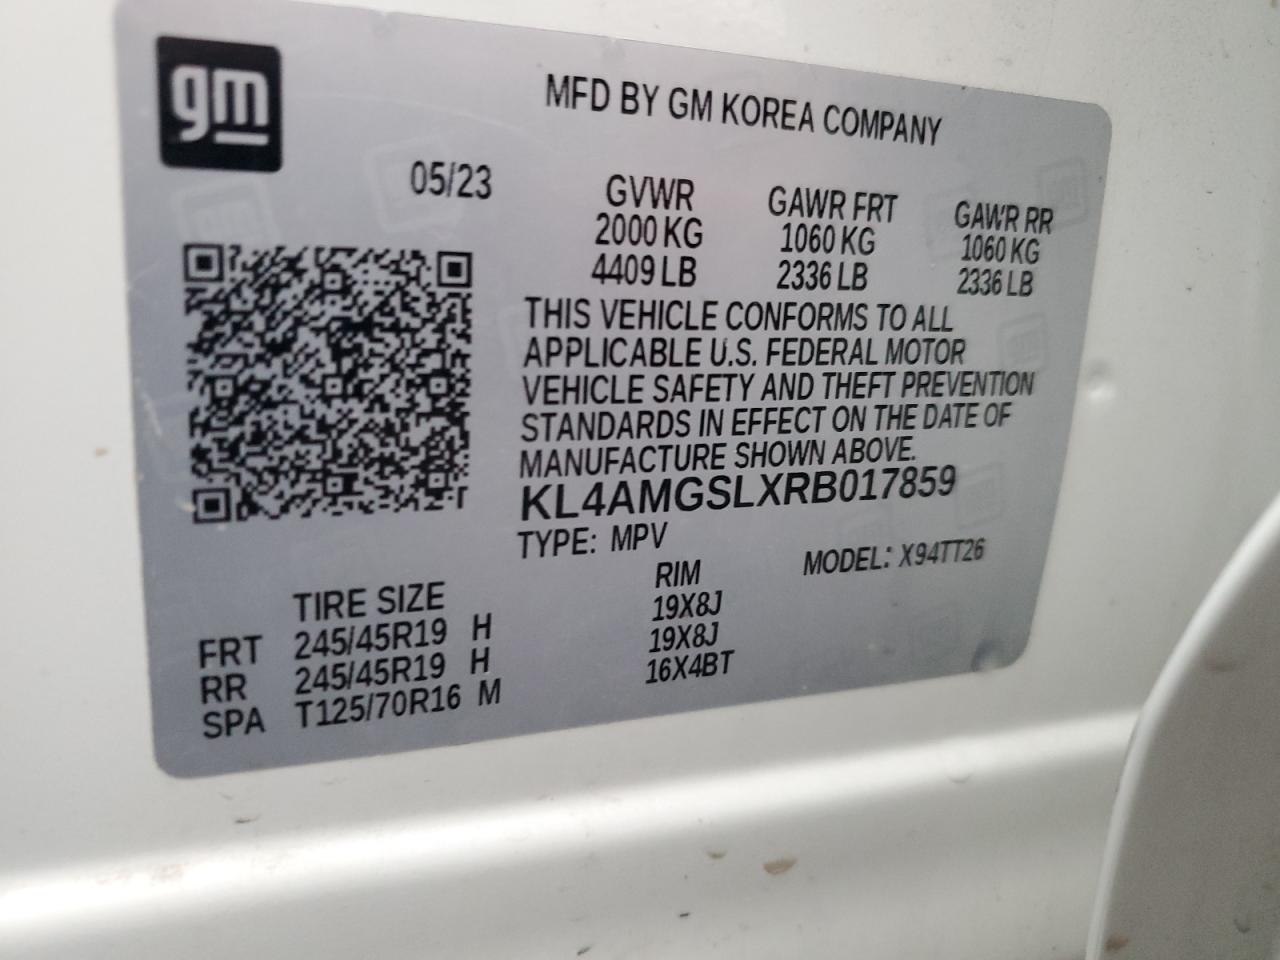 gm
MFD BY GM KOREA COMPANY
05/23
GVWR GAWR FRT GAWR RR
2000 KG 1060 KG 1060 KG
4409 LB 2336 LB 2336 LB
THIS VEHICLE CONFORMS TO ALL
APPLICABLE U.S. FEDERAL MOTOR
VEHICLE SAFETY AND THEFT PREVENTION
STANDARDS IN EFFECT ON THE DATE OF
MANUFACTURE SHOWN ABOVE.
KL4AMGSLXRB017859
TYPE: MPV MODEL: X94TT26
TIRE SIZE RIM
FRT 245/45R19 H 19X8J
RR 245/45R19 H 19X8J
SPA T125/70R16 M 16X4BT